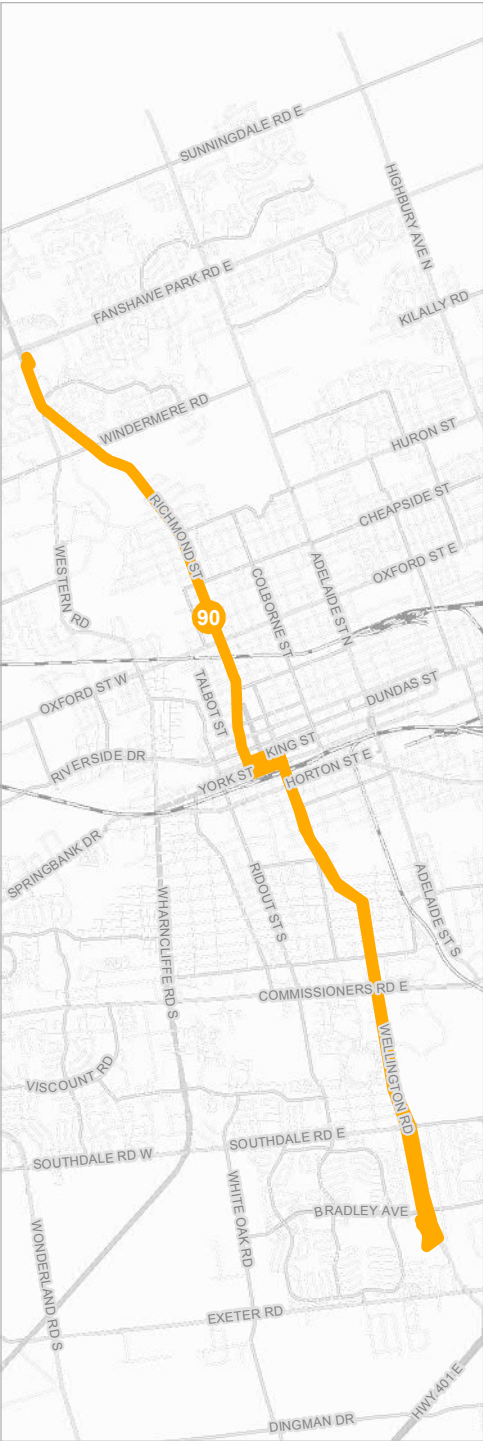 SUNNINGDALE RD E
HIGHBURY AVE N
FANSHAWE PARK RD E
KILALLY RD
WINDERMERE RD
HURON ST
RICHMOND ST
CHEAPSIDE ST
WESTERN RD
COLBORNE ST
ADELAIDE ST N
OXFORD ST E
90
OXFORD ST W
TALBOT ST
DUNDAS ST
KING ST
RIVERSIDE DR
YORK ST
HORTON ST E
SPRINGBANK DR
WHARNCLIFFE RD S
RIDOUT ST S
ADELAIDE ST S
COMMISSIONERS RD E
WELLINGTON RD
VISCOUNT RD
SOUTHDALE RD E
SOUTHDALE RD W
WHITE OAK RD
BRADLEY AVE
WONDERLAND RD S
EXETER RD
HWY 401 E
DINGMAN DR